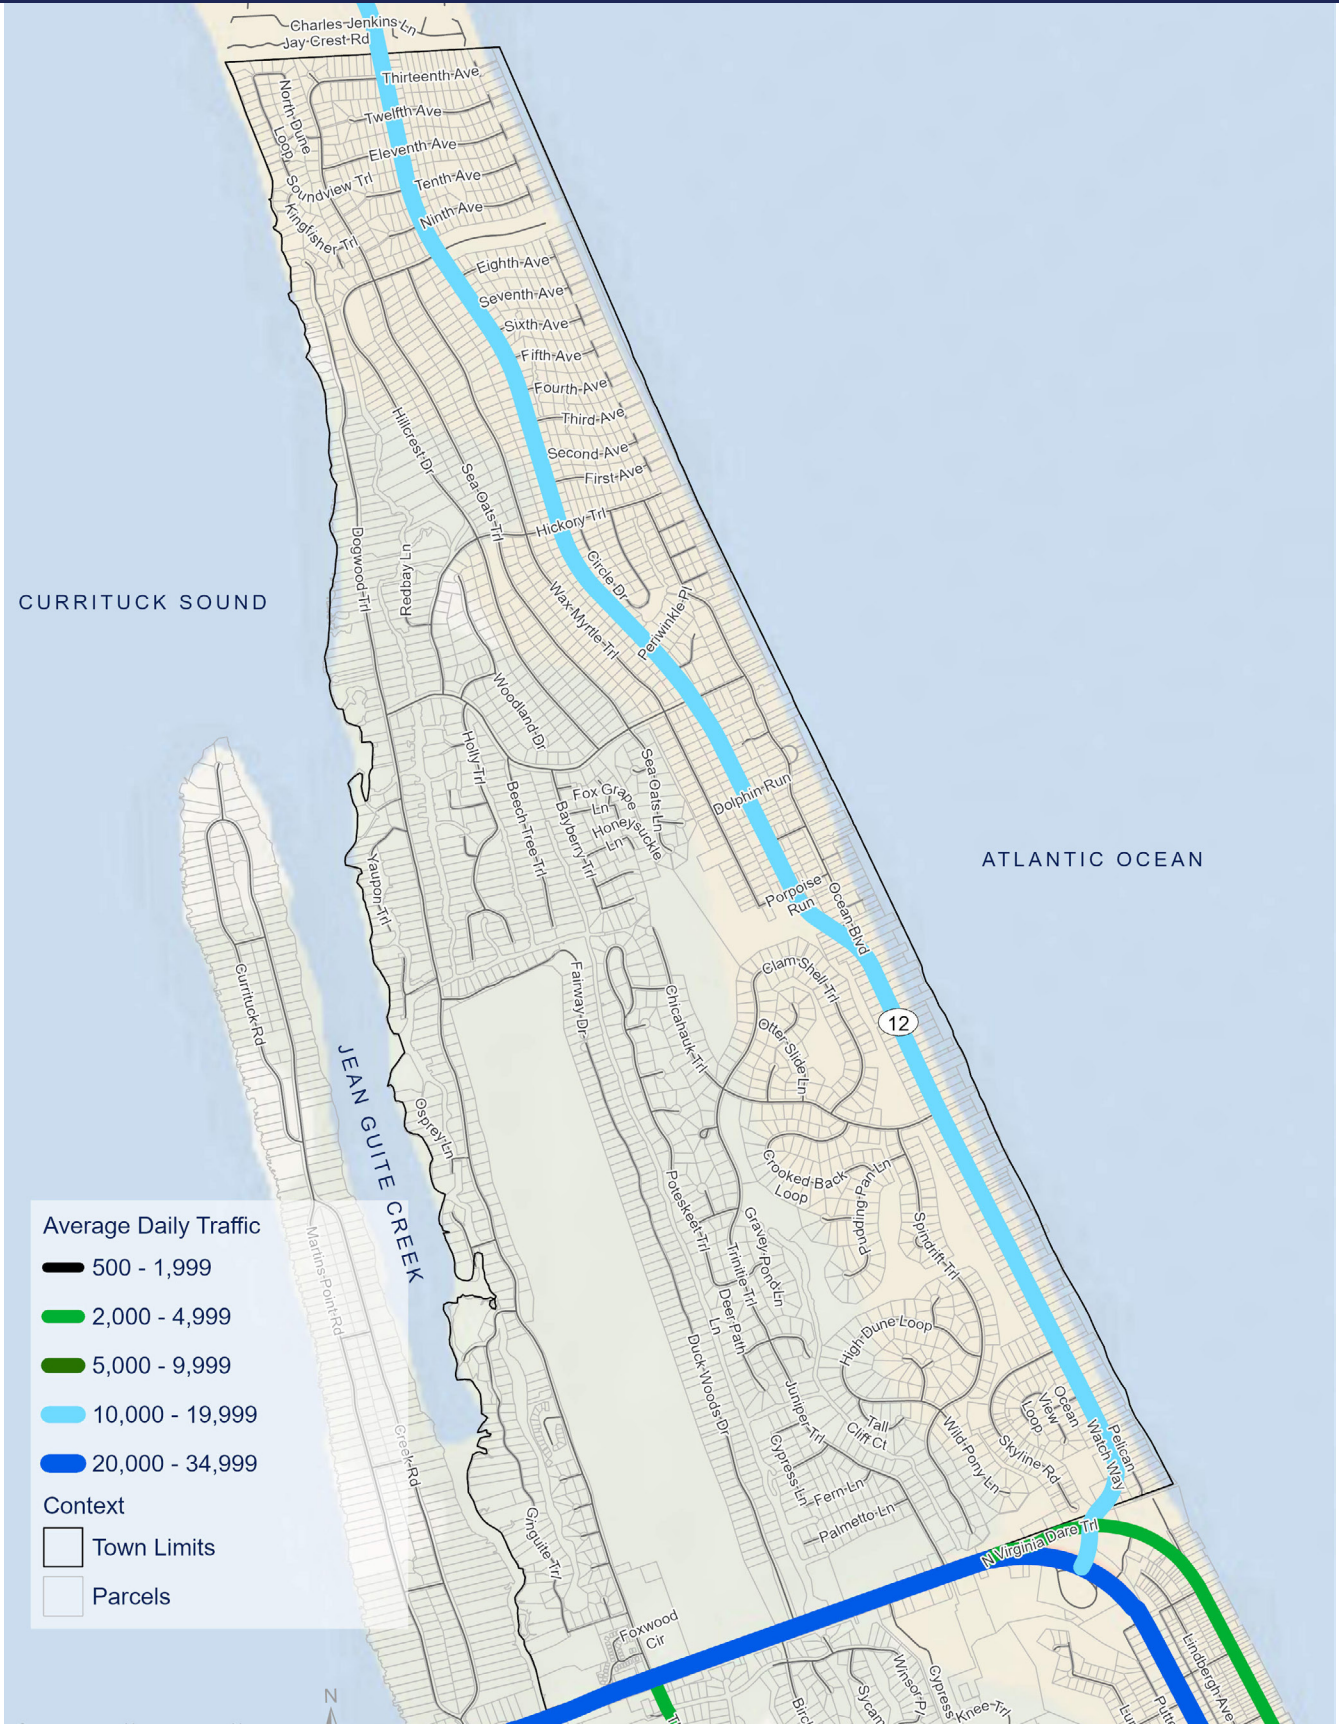 Charles-Jenkins Ln
Jay-Crest-Rd
Thirteenth-Ave
North-Dune
Loop
Twelfth-Ave
Eleventh-Ave
Tenth-Ave
Soundview Trl
Ninth-Ave
Kingfisher-Trl
Eighth-Ave
Seventh-Ave
Sixth-Ave
Fifth-Ave
Fourth-Ave
Third-Ave
Hillcrest-Dr
Second-Ave
First-Ave
Sea-Oats-Trl
Hickory-Trl
Dogwood-Trl
Redbay Ln
Circle-Dr
CURRITUCK SOUND
Wax-Myrtle-Trl
Periwinkle-Pl
Woodland-Dr
Holly-Trl
Sea-Oats-Ln
Dolphin-Run
Fox Grape
Ln
Beech-Tree-Trl
Bayberry-Trl
Honeysuckle
Ln
ATLANTIC OCEAN
Yaupon-Trl
Porpoise
Run
Ocean-Blvd
Currituck-Rd
Fairway-Dr
Clam-Shell-Trl
Chicahauk-Trl
12
Otter-Slide-Ln
JEAN GUITE CREEK
Osprey-Ln
Crooked-Back
Loop
Pudding-Pan-Ln
Poteskeet-Trl
Gravey-Pond-Ln
Spindrift-Trl
Trinitie-Trl
Martins-Point-Rd
Deer-Path
Ln
High-Dune-Loop
Duck-Woods-Dr
Juniper-Trl
Tall
Cliff-Ct
Ocean
View
Loop
Pelican
Watch-Way
Skyline-Rd
Wild-Pony-Ln
Cypress-Ln
Fern-Ln
Palmetto-Ln
Creek-Rd
Ginguite-Trl
N Virginia Dare Trl
Foxwood
Cir
Winsor-Pl
Cypress
Knee-Trl
Lindbergh-Ave
Average Daily Traffic
500 - 1,999
2,000 - 4,999
5,000 - 9,999
10,000 - 19,999
20,000 - 34,999
Context
Town Limits
Parcels
N